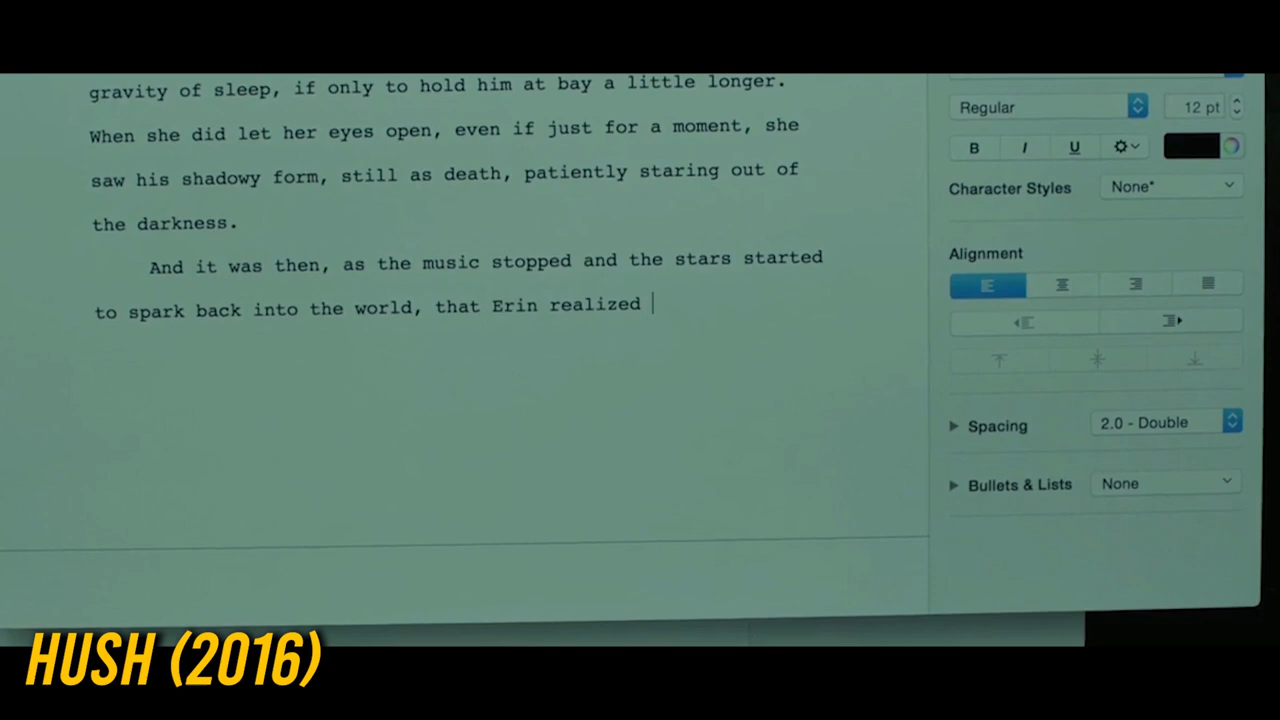 gravity of sleep, if only to hold him at bay a little longer.
When she did let her eyes open, even if just for a moment, she
saw his shadowy form, still as death, patiently staring out of
the darkness.
And it was then, as the music stopped and the stars started
to spark back into the world, that Erin realized
Regular
12 pt
B I U
Character Styles
None*
Alignment
Spacing
2.0 - Double
Bullets & Lists
None
HUSH (2016)